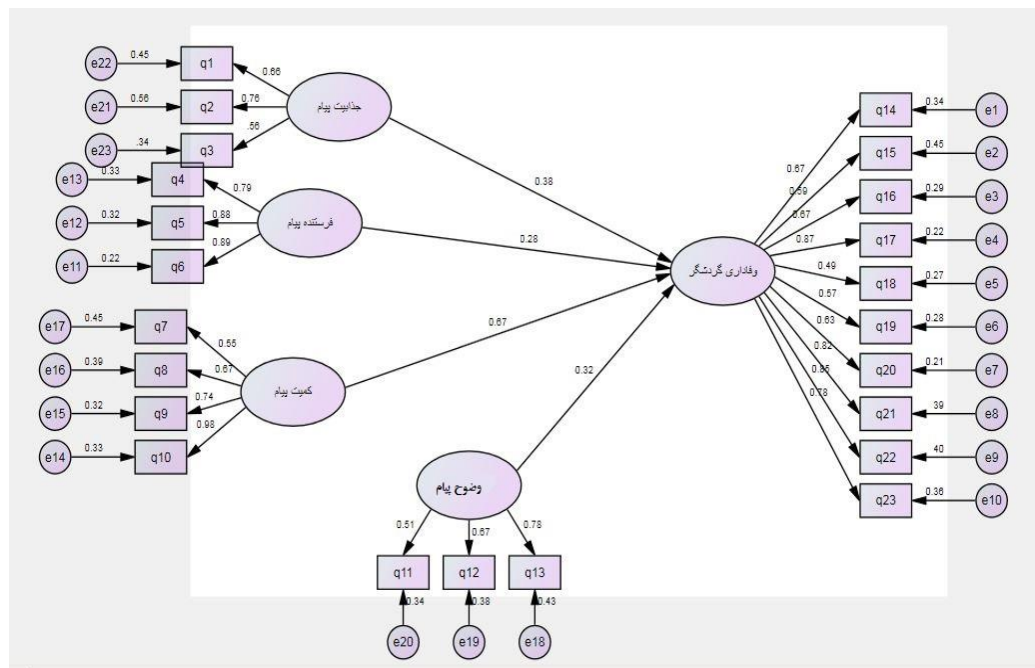 e22 0.45 q1 0.66
e21 0.56 q2 0.76
e23 .34 q3 .56
جذابیت پیام
0.38
e13 0.33 q4 0.79
e12 0.32 q5 0.88
e11 0.22 q6 0.89
فرستنده پیام
0.28
e17 0.45 q7 0.55
e16 0.39 q8 0.67
e15 0.32 q9 0.74
e14 0.33 q10 0.98
کمیت پیام
0.67
وضوح پیام
0.32
0.51 0.67 0.78
q11 q12 q13
0.34 0.38 0.43
e20 e19 e18
وفاداری گردشگر
0.67 q14 0.34 e1
0.59 q15 0.45 e2
0.67 q16 0.29 e3
0.87 q17 0.22 e4
0.49 q18 0.27 e5
0.57 q19 0.28 e6
0.63 q20 0.21 e7
0.82 q21 39 e8
0.85 q22 40 e9
0.78 q23 0.36 e10